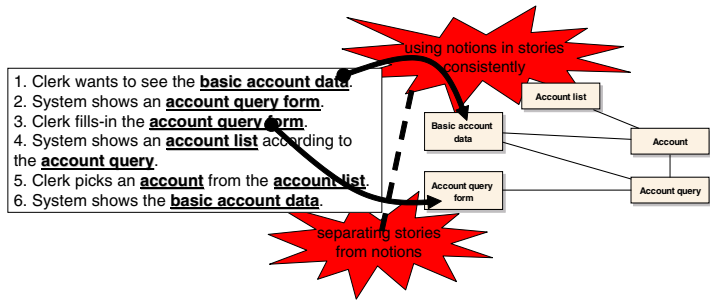 using notions in stories
consistently
1. Clerk wants to see the basic account data.
2. System shows an account query form.
3. Clerk fills-in the account query form.
4. System shows an account list according to
the account query.
5. Clerk picks an account from the account list.
6. System shows the basic account data.
Account list
Basic account
data
Account
Account query
form
Account query
separating stories
from notions